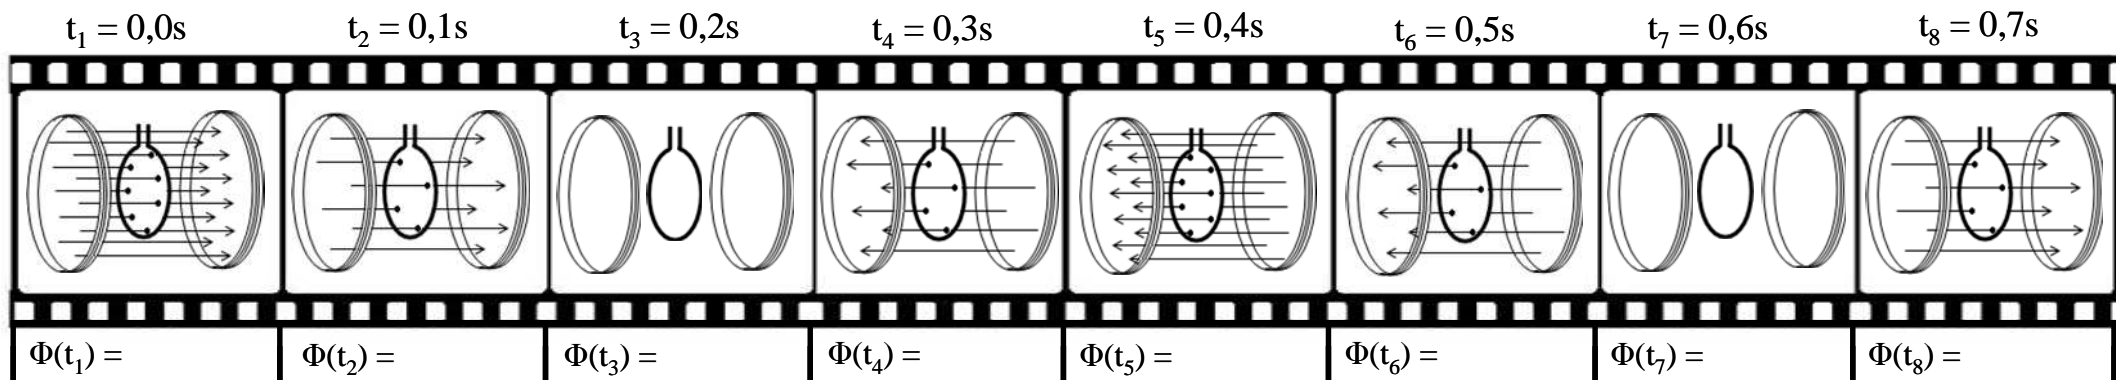 t₁ = 0,0s t₂ = 0,1s t₃ = 0,2s t₄ = 0,3s t₅ = 0,4s t₆ = 0,5s t₇ = 0,6s t₈ = 0,7s
Φ(t₁) = Φ(t₂) = Φ(t₃) = Φ(t₄) = Φ(t₅) = Φ(t₆) = Φ(t₇) = Φ(t₈) =